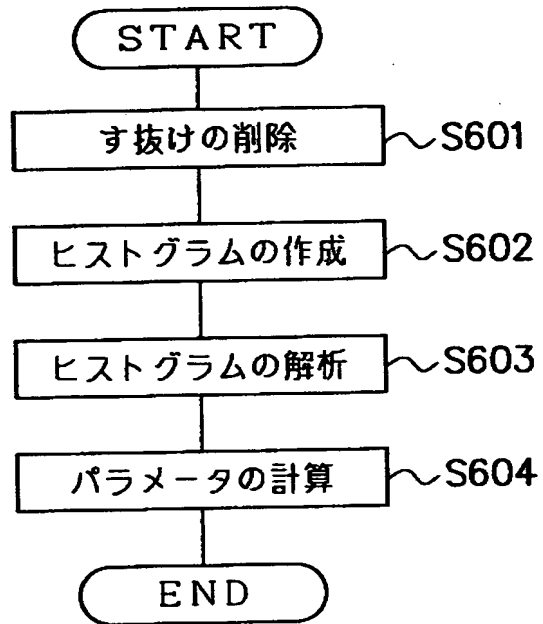 START
す抜けの削除
S601
ヒストグラムの作成
S602
ヒストグラムの解析
S603
パラメータの計算
S604
END